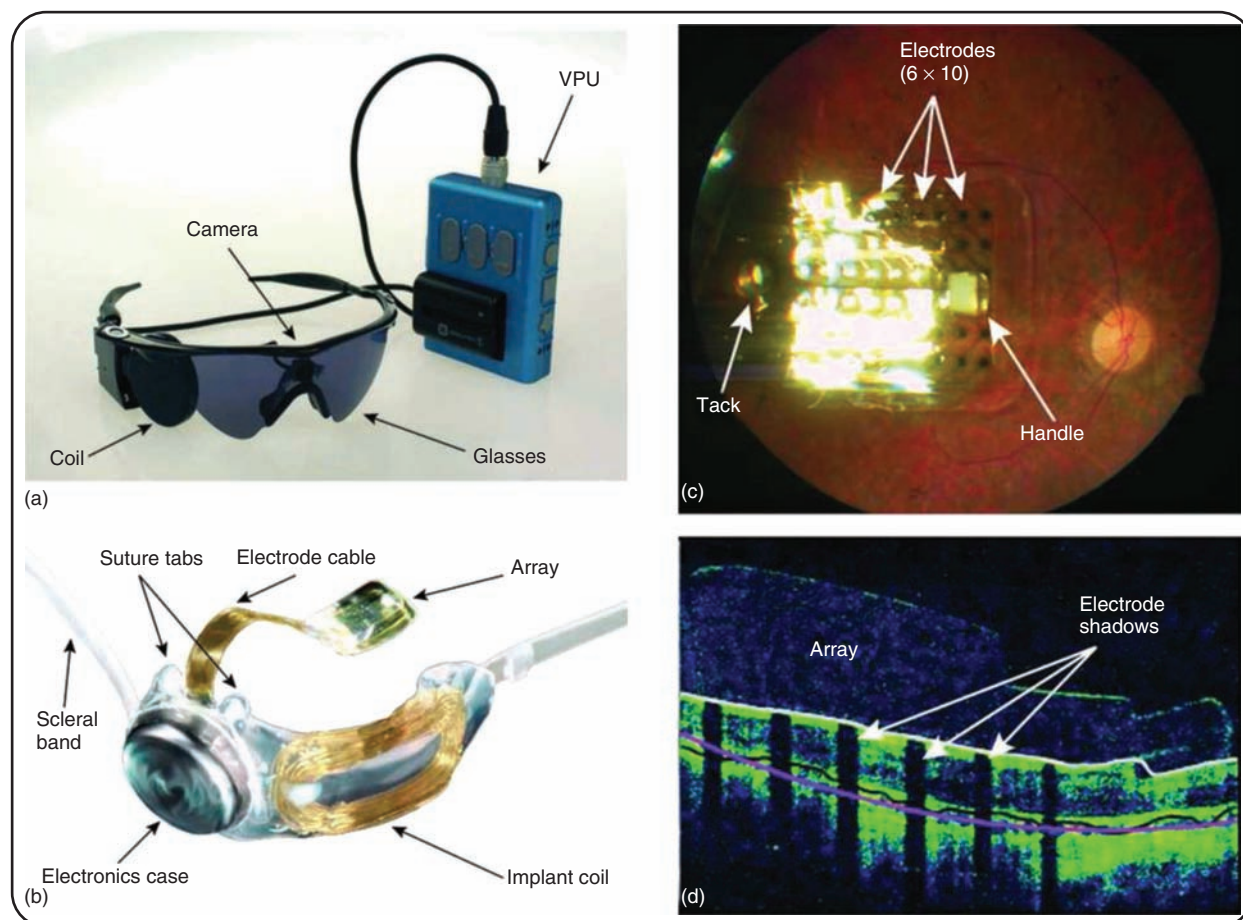 VPU
Camera
Coil
Glasses
(a)
Electrodes
(6 × 10)
Tack
Handle
(c)
Suture tabs
Electrode cable
Array
Scleral
band
Electronics case
Implant coil
(b)
Electrode
shadows
Array
(d)